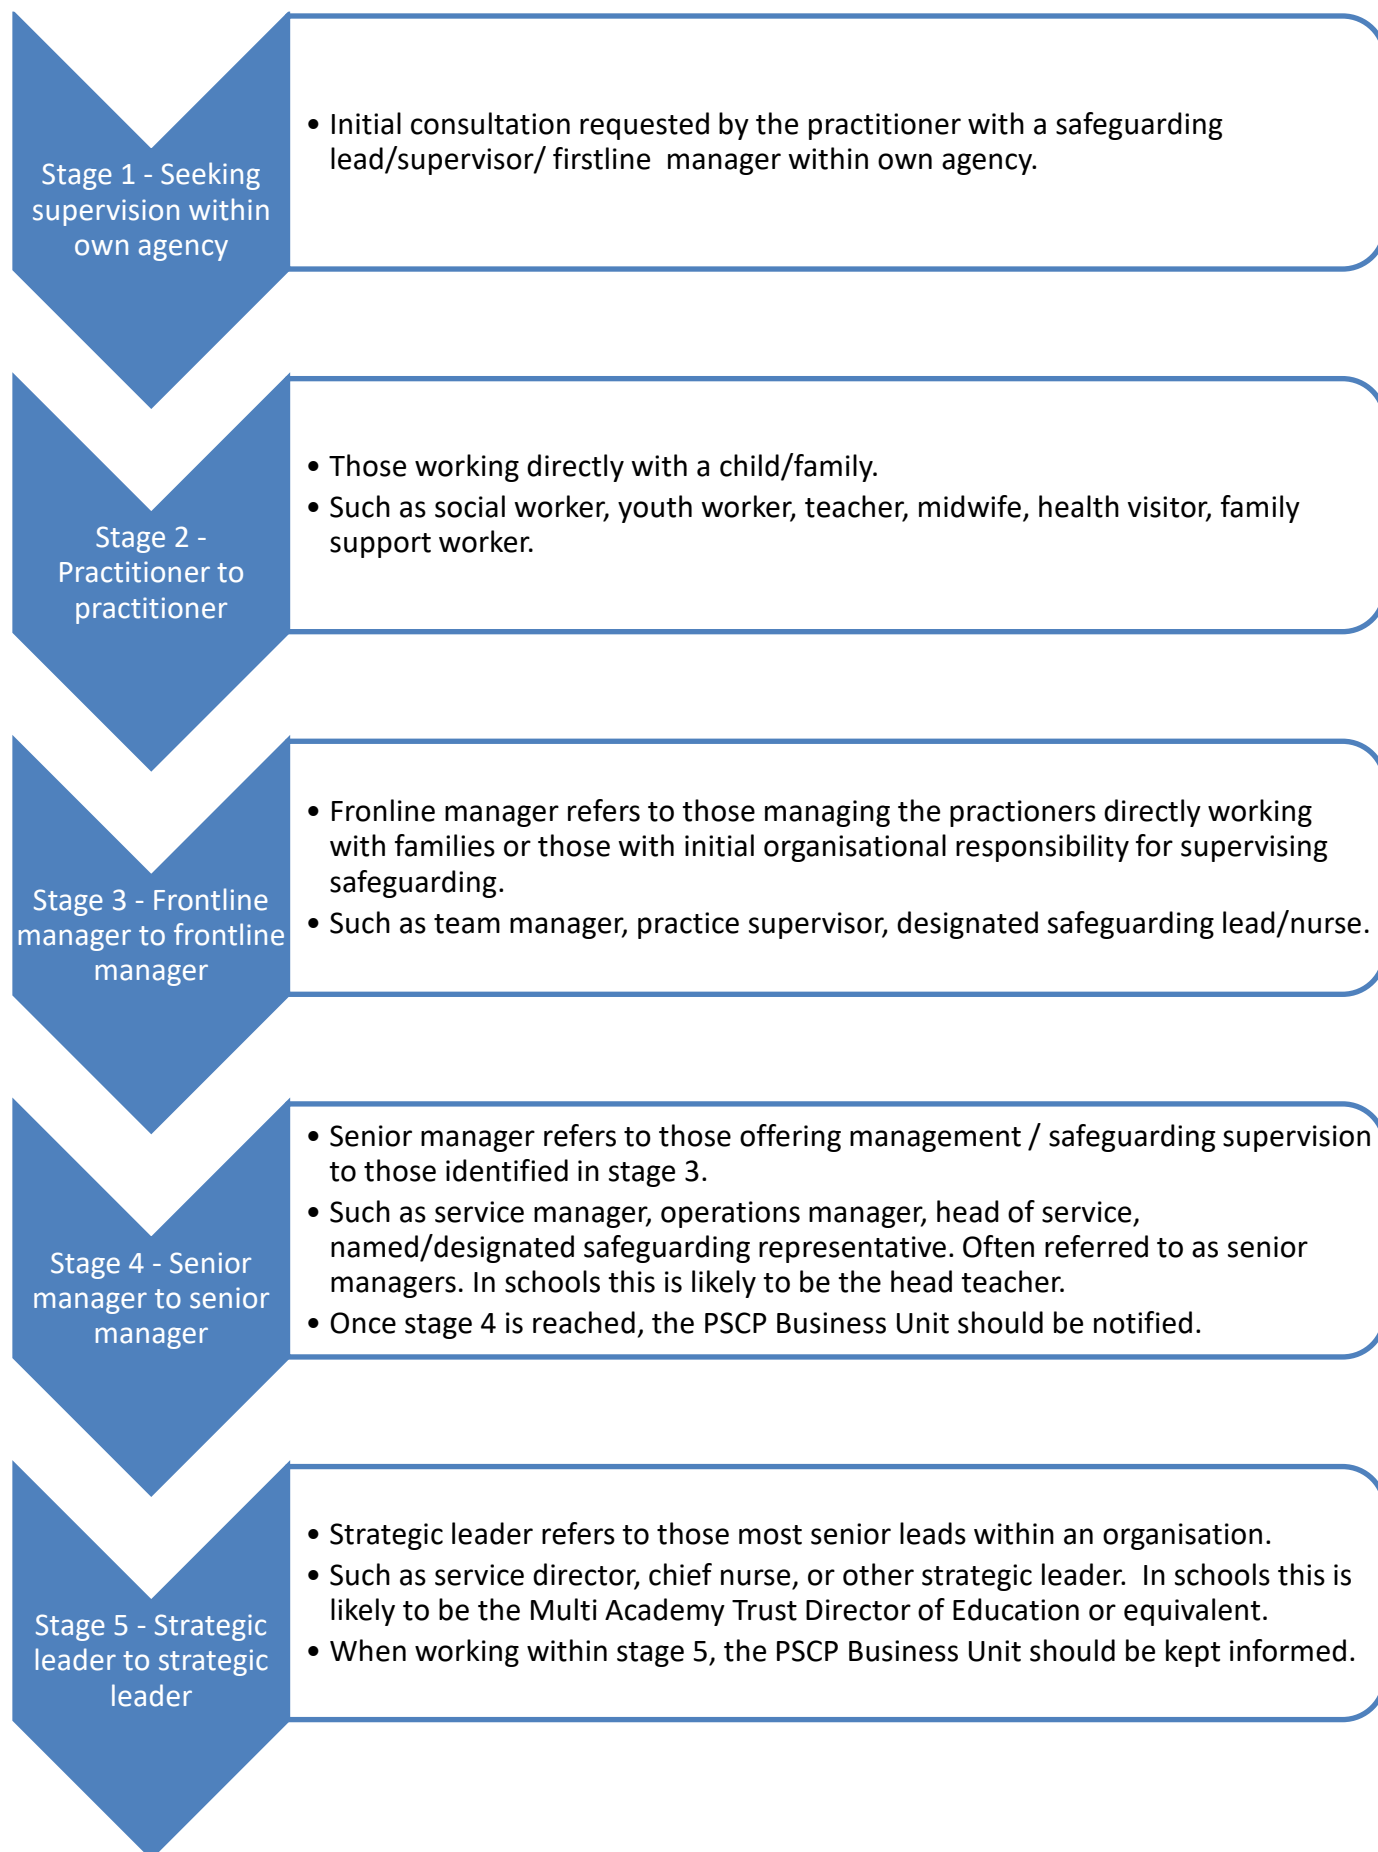 Stage 1 - Seeking
supervision within
own agency
• Initial consultation requested by the practitioner with a safeguarding
lead/supervisor/ firstline  manager within own agency.
Stage 2 -
Practitioner to
practitioner
• Those working directly with a child/family.
• Such as social worker, youth worker, teacher, midwife, health visitor, family
support worker.
Stage 3 - Frontline
manager to frontline
manager
• Fronline manager refers to those managing the practioners directly working
with families or those with initial organisational responsibility for supervising
safeguarding.
• Such as team manager, practice supervisor, designated safeguarding lead/nurse.
Stage 4 - Senior
manager to senior
manager
• Senior manager refers to those offering management / safeguarding supervision
to those identified in stage 3.
• Such as service manager, operations manager, head of service,
named/designated safeguarding representative. Often referred to as senior
managers. In schools this is likely to be the head teacher.
• Once stage 4 is reached, the PSCP Business Unit should be notified.
Stage 5 - Strategic
leader to strategic
leader
• Strategic leader refers to those most senior leads within an organisation.
• Such as service director, chief nurse, or other strategic leader.  In schools this is
likely to be the Multi Academy Trust Director of Education or equivalent.
• When working within stage 5, the PSCP Business Unit should be kept informed.